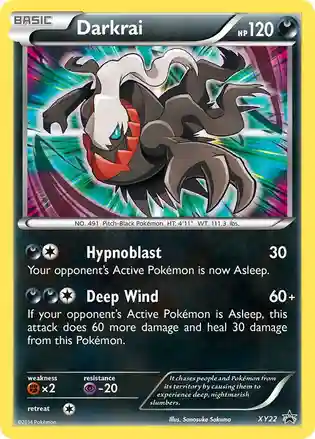 BASIC
Darkrai
HP 120
NO. 491 Pitch-Black Pokémon. HT: 4'11" WT: 111.3 lbs.
Hypnoblast 30
Your opponent's Active Pokémon is now Asleep.
Deep Wind 60+
If your opponent's Active Pokémon is Asleep, this
attack does 60 more damage and heal 30 damage
from this Pokémon.
weakness
×2
resistance
-20
retreat
It chases people and Pokémon from
its territory by causing them to
experience deep, nightmarish
slumbers.
©2014 Pokémon
Illus. Sanosuke Sakuma
XY22